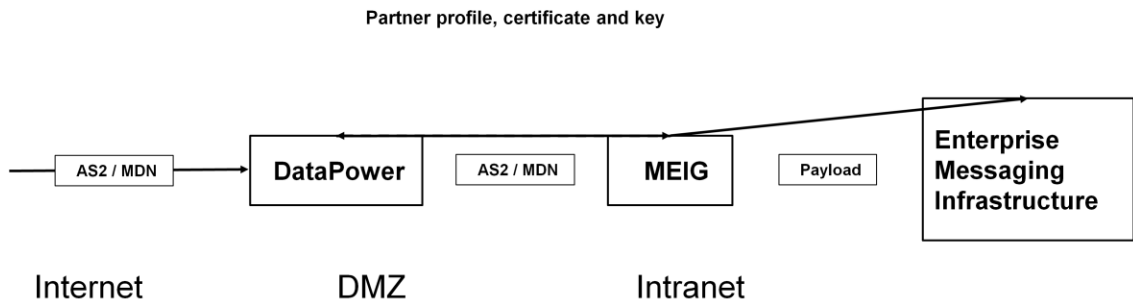 Partner profile, certificate and key
AS2 / MDN
DataPower
AS2 / MDN
MEIG
Payload
Enterprise
Messaging
Infrastructure
Internet
DMZ
Intranet